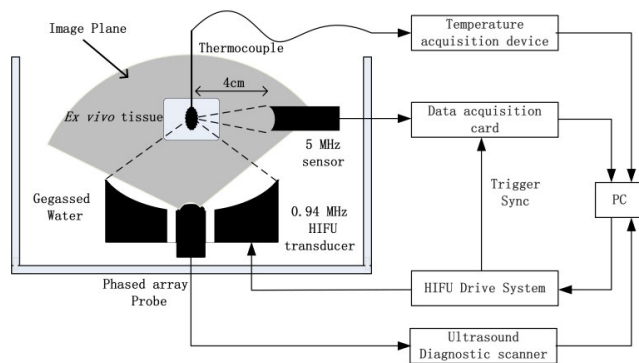 Image Plane
Thermocouple
4cm
Ex vivo tissue
5 MHz
sensor
Gegassed
Water
0.94 MHz
HIFU
transducer
Phased array
Probe
Temperature
acquisition device
Data acquisition
card
Trigger
Sync
PC
HIFU Drive System
Ultrasound
Diagnostic scanner